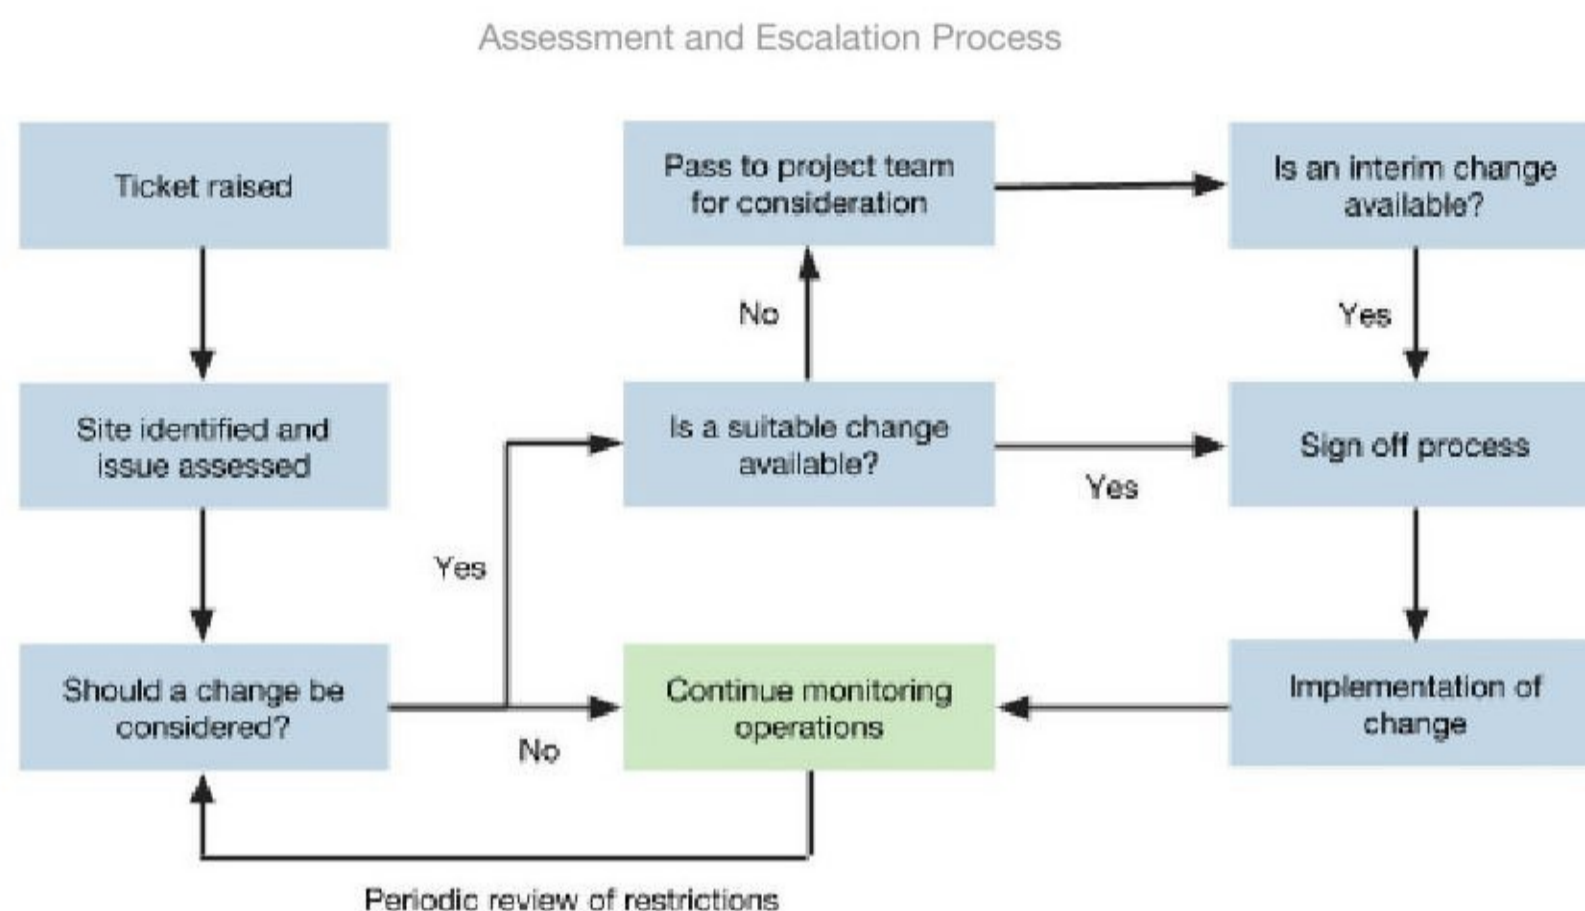 Assessment and Escalation Process
Ticket raised
Pass to project team
for consideration
Is an interim change
available?
No
Yes
Site identified and
issue assessed
Is a suitable change
available?
Sign off process
Yes
Yes
Should a change be
considered?
Continue monitoring
operations
Implementation of
change
No
Periodic review of restrictions